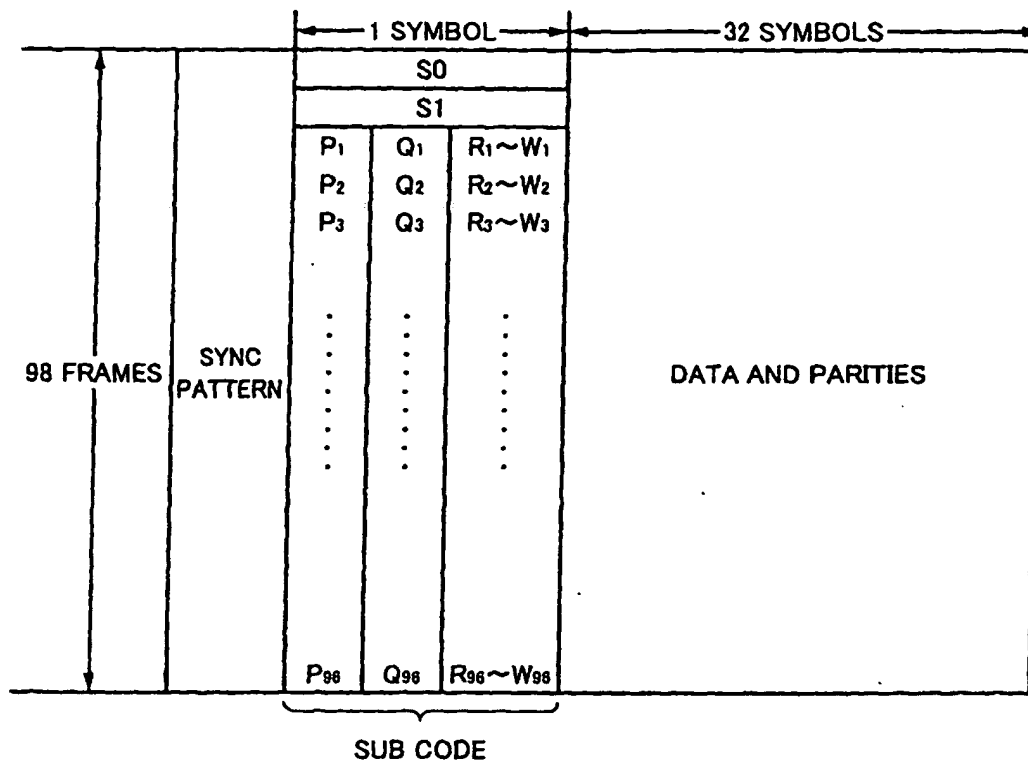 1 SYMBOL 32 SYMBOLS
S0
S1
P₁ Q₁ R₁~W₁
P₂ Q₂ R₂~W₂
P₃ Q₃ R₃~W₃
98 FRAMES SYNC PATTERN DATA AND PARITIES
P₉₆ Q₉₆ R₉₆~W₉₆
SUB CODE